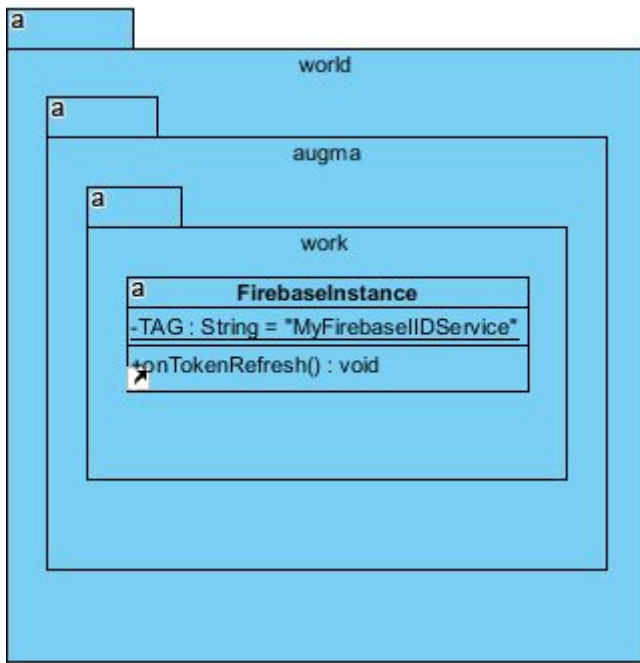 a
world
a
augma
a
work
a
FirebaseInstance
-TAG : String = "MyFirebaseIIDService"
+onTokenRefresh() : void